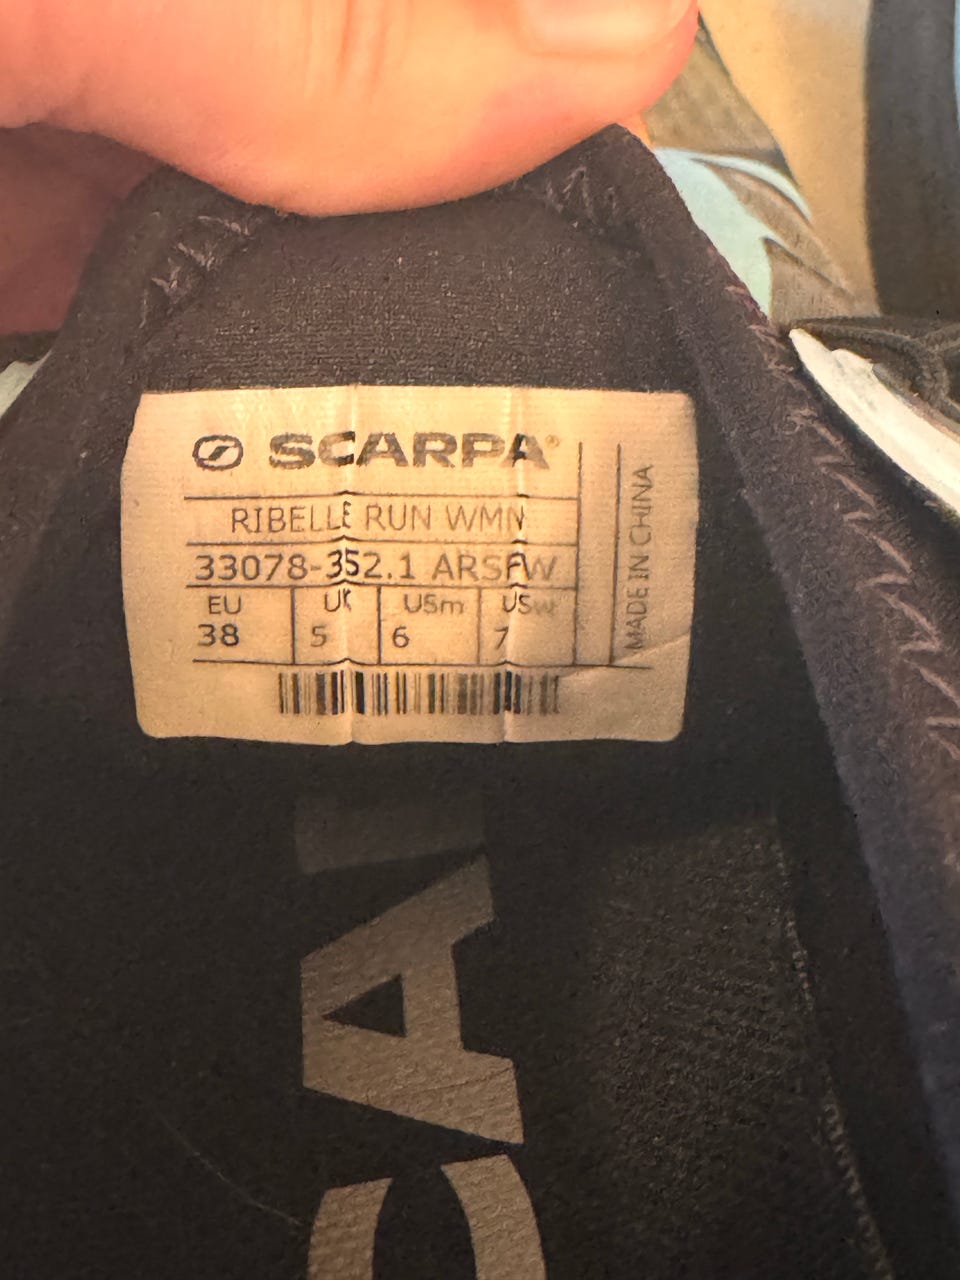 SCARPA®
RIBELLE RUN WMN
33078-352.1 ARSFW
EU UK USm USw
38 5 6 7
MADE IN CHINA